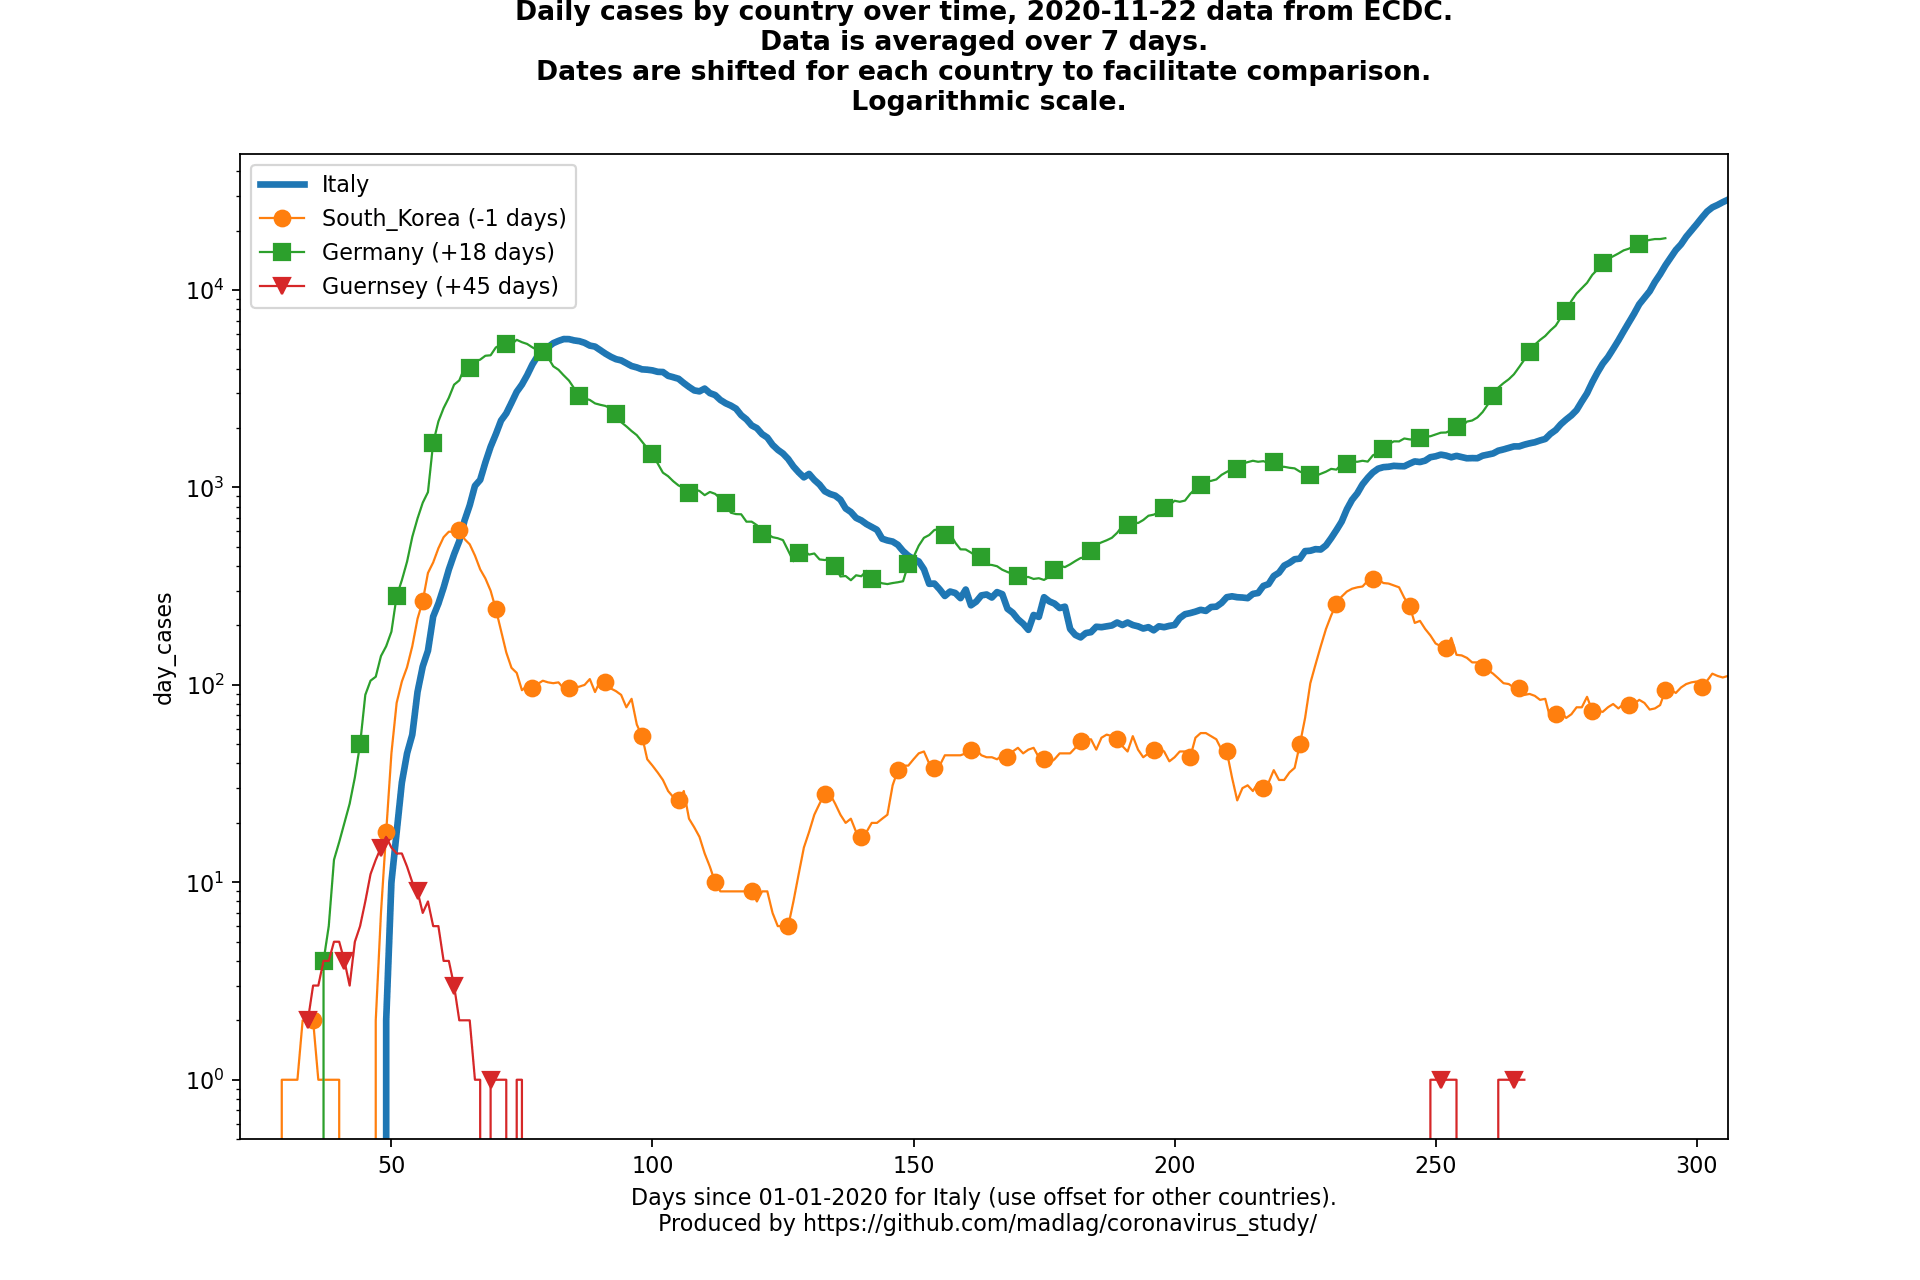 Daily cases by country over time, 2020-11-22 data from ECDC.
Data is averaged over 7 days.
Dates are shifted for each country to facilitate comparison.
Logarithmic scale.
Italy
South_Korea (-1 days)
Germany (+18 days)
Guernsey (+45 days)
day_cases
10⁴
10³
10²
10¹
10⁰
50 100 150 200 250 300
Days since 01-01-2020 for Italy (use offset for other countries).
Produced by https://github.com/madlag/coronavirus_study/